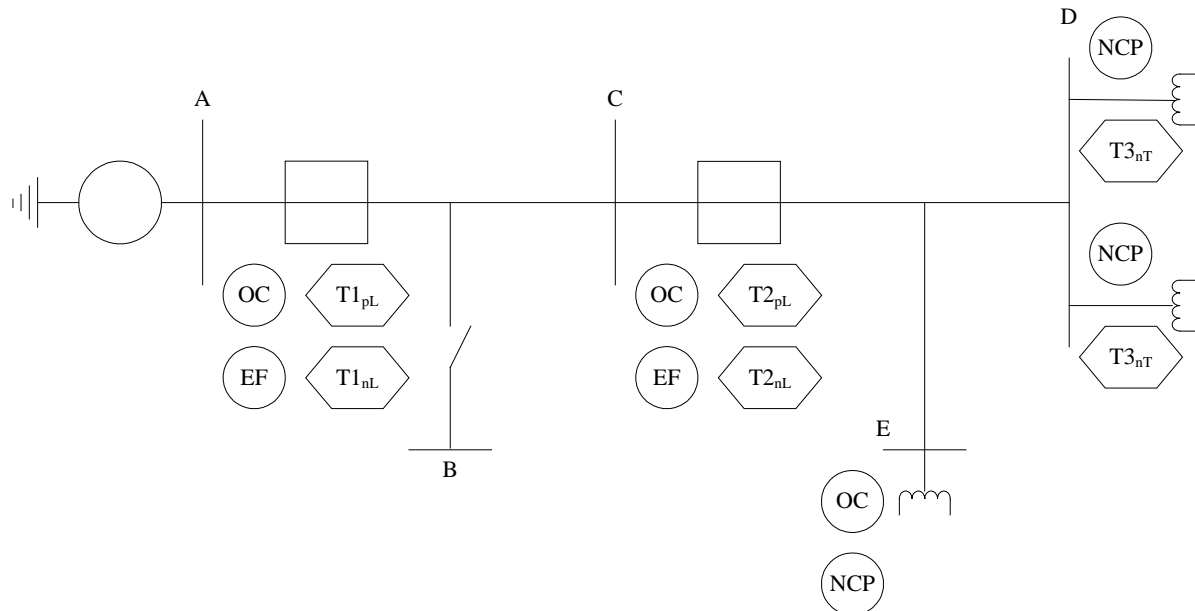 D
NCP
A
C
T3nT
NCP
OC
T1pL
OC
T2pL
T3nT
EF
T1nL
EF
T2nL
E
B
OC
NCP